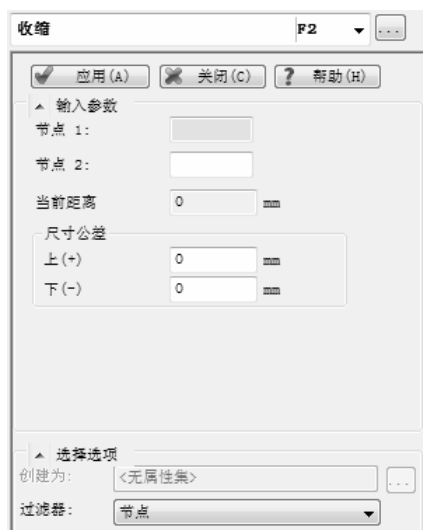 收缩 F2 ...
应用(A) 关闭(C) ? 帮助(H)
输入参数
节点 1:
节点 2:
当前距离 0 mm
尺寸公差
上(+) 0 mm
下(-) 0 mm
选择选项
创建为: <无属性集> ...
过滤器: 节点